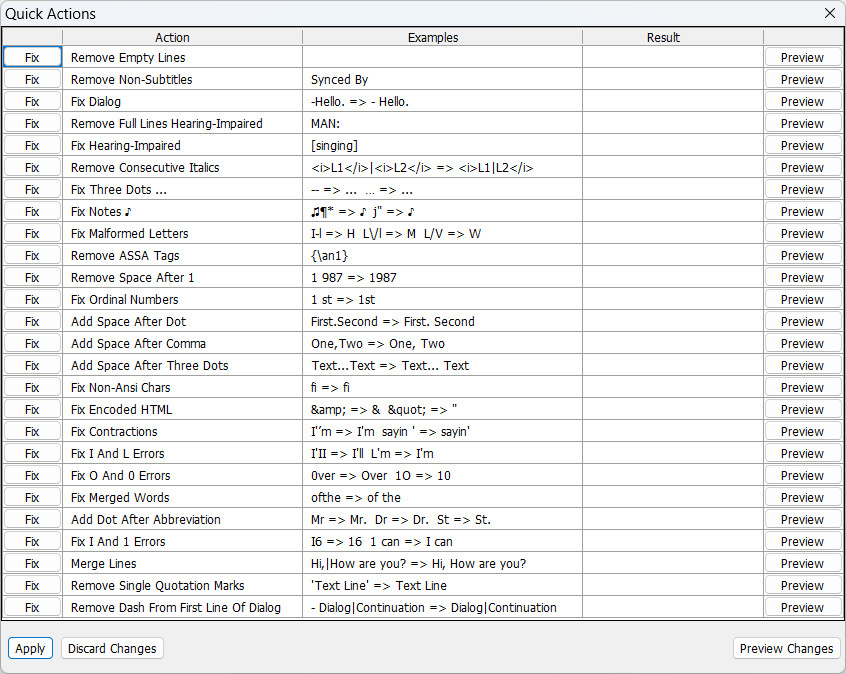 Quick Actions
Action Examples Result
Fix Remove Empty Lines Preview
Fix Remove Non-Subtitles Synced By Preview
Fix Fix Dialog -Hello. => - Hello. Preview
Fix Remove Full Lines Hearing-Impaired MAN: Preview
Fix Fix Hearing-Impaired [singing] Preview
Fix Remove Consecutive Italics <i>L1</i>|<i>L2</i> => <i>L1|L2</i> Preview
Fix Fix Three Dots ... -- => ... … => ... Preview
Fix Fix Notes ♪ ♫¶* => ♪ j" => ♪ Preview
Fix Fix Malformed Letters I-l => H L\/l => M L/V => W Preview
Fix Remove ASSA Tags {\an1} Preview
Fix Remove Space After 1 1 987 => 1987 Preview
Fix Fix Ordinal Numbers 1 st => 1st Preview
Fix Add Space After Dot First.Second => First. Second Preview
Fix Add Space After Comma One,Two => One, Two Preview
Fix Add Space After Three Dots Text...Text => Text... Text Preview
Fix Fix Non-Ansi Chars ﬁ => fi Preview
Fix Fix Encoded HTML &amp; => & &quot; => " Preview
Fix Fix Contractions I'’m => I'm sayin ' => sayin' Preview
Fix Fix I And L Errors I'II => I'll L'm => I'm Preview
Fix Fix O And 0 Errors 0ver => Over 1O => 10 Preview
Fix Fix Merged Words ofthe => of the Preview
Fix Add Dot After Abbreviation Mr => Mr. Dr => Dr. St => St. Preview
Fix Fix I And 1 Errors I6 => 16 1 can => I can Preview
Fix Merge Lines Hi,|How are you? => Hi, How are you? Preview
Fix Remove Single Quotation Marks 'Text Line' => Text Line Preview
Fix Remove Dash From First Line Of Dialog - Dialog|Continuation => Dialog|Continuation Preview
Apply Discard Changes Preview Changes